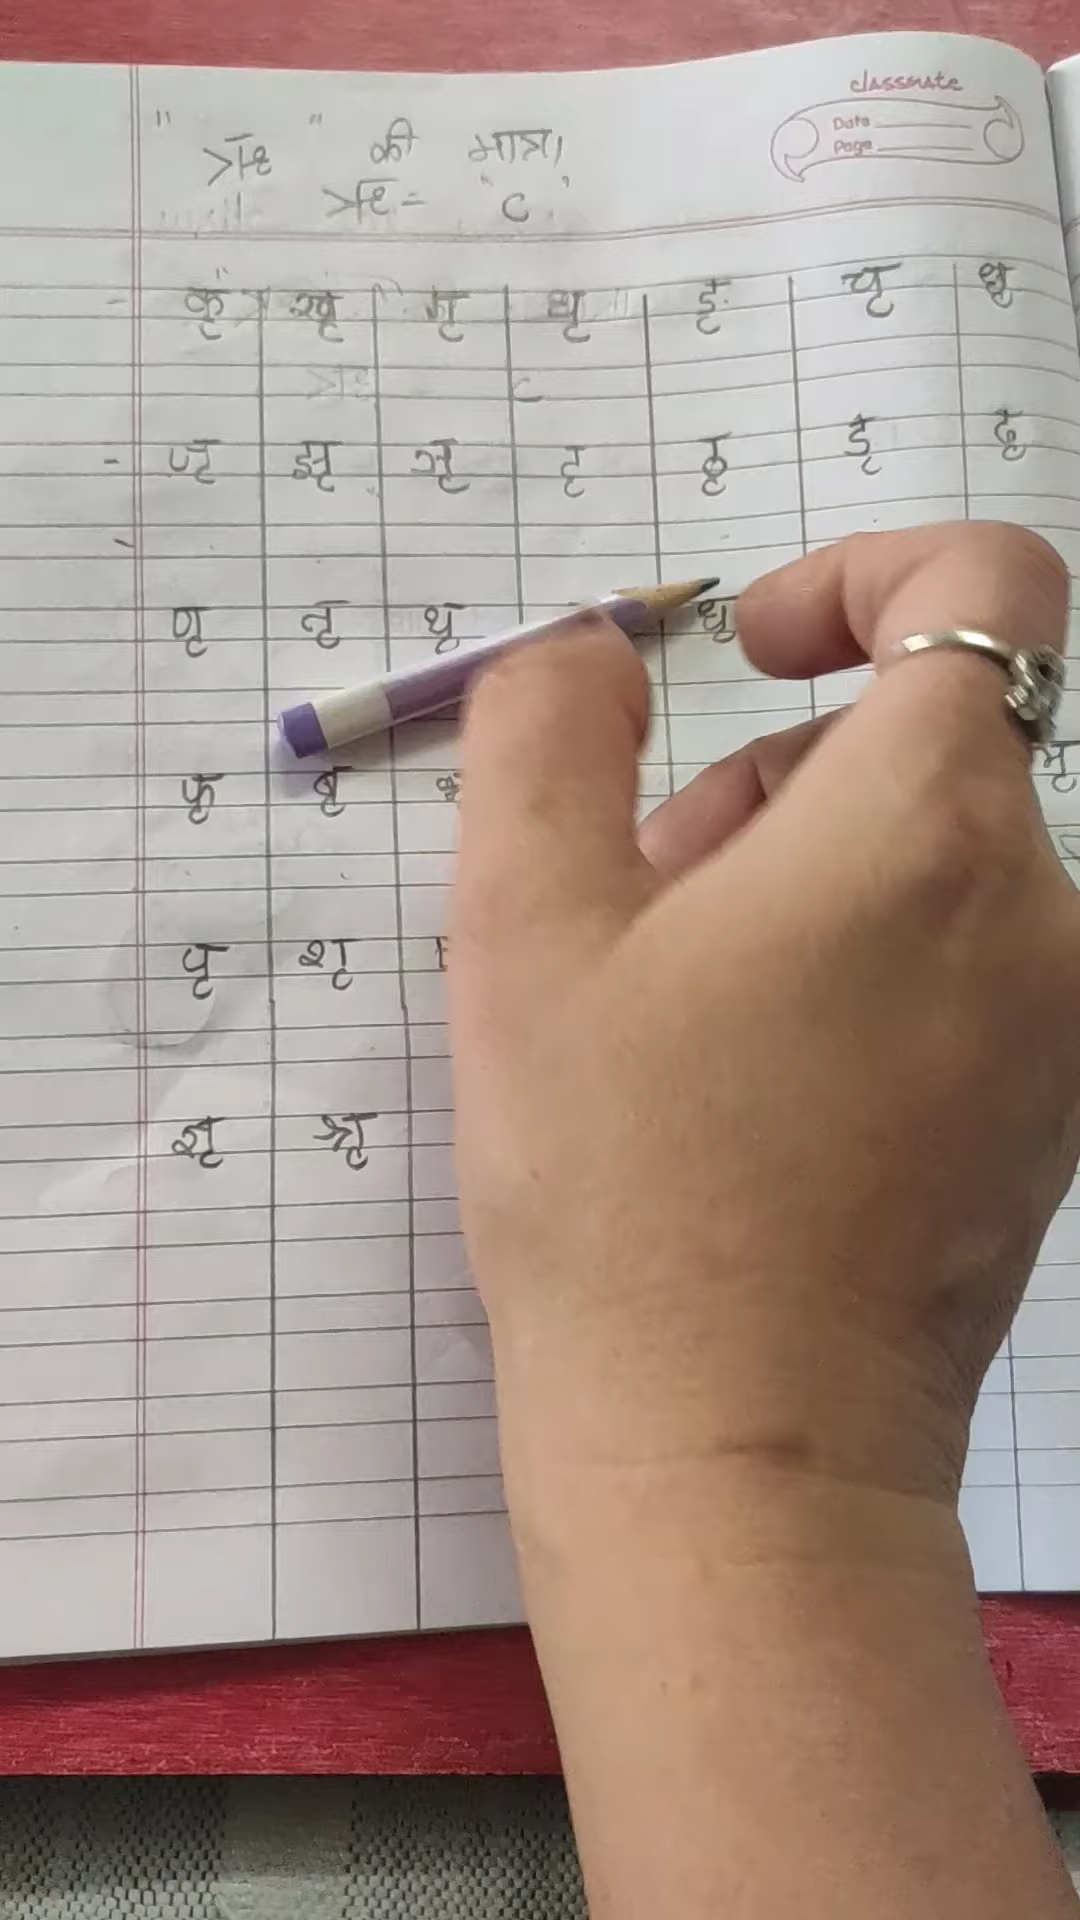 classmate
Date
Page
"ऋ" की मात्रा
ऋ = "ृ"
कृ खृ गृ घृ ङृ चृ छृ
जृ झृ ञृ टृ ठृ डृ ढृ
णृ तृ थृ धृ
फृ बृ भृ मृ
वृ शृ
ज्ञृ